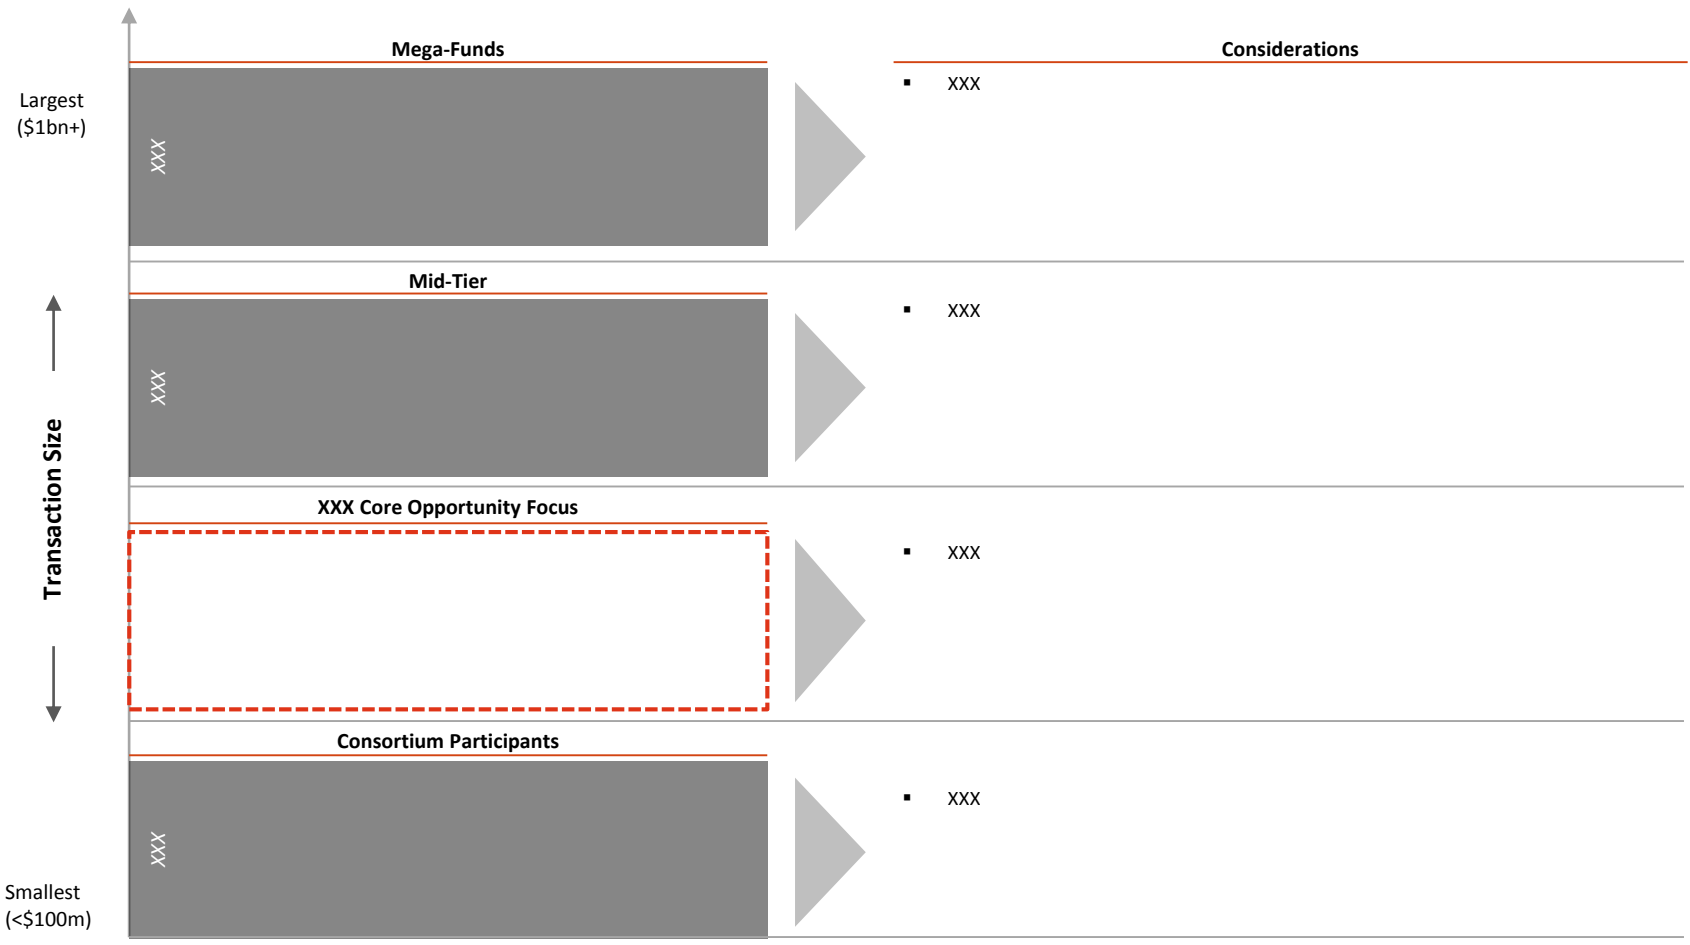 Mega-Funds
Considerations
Largest
($1bn+)
XXX
▪ XXX
Mid-Tier
XXX
▪ XXX
Transaction Size
XXX Core Opportunity Focus
▪ XXX
Consortium Participants
XXX
▪ XXX
Smallest
(<$100m)